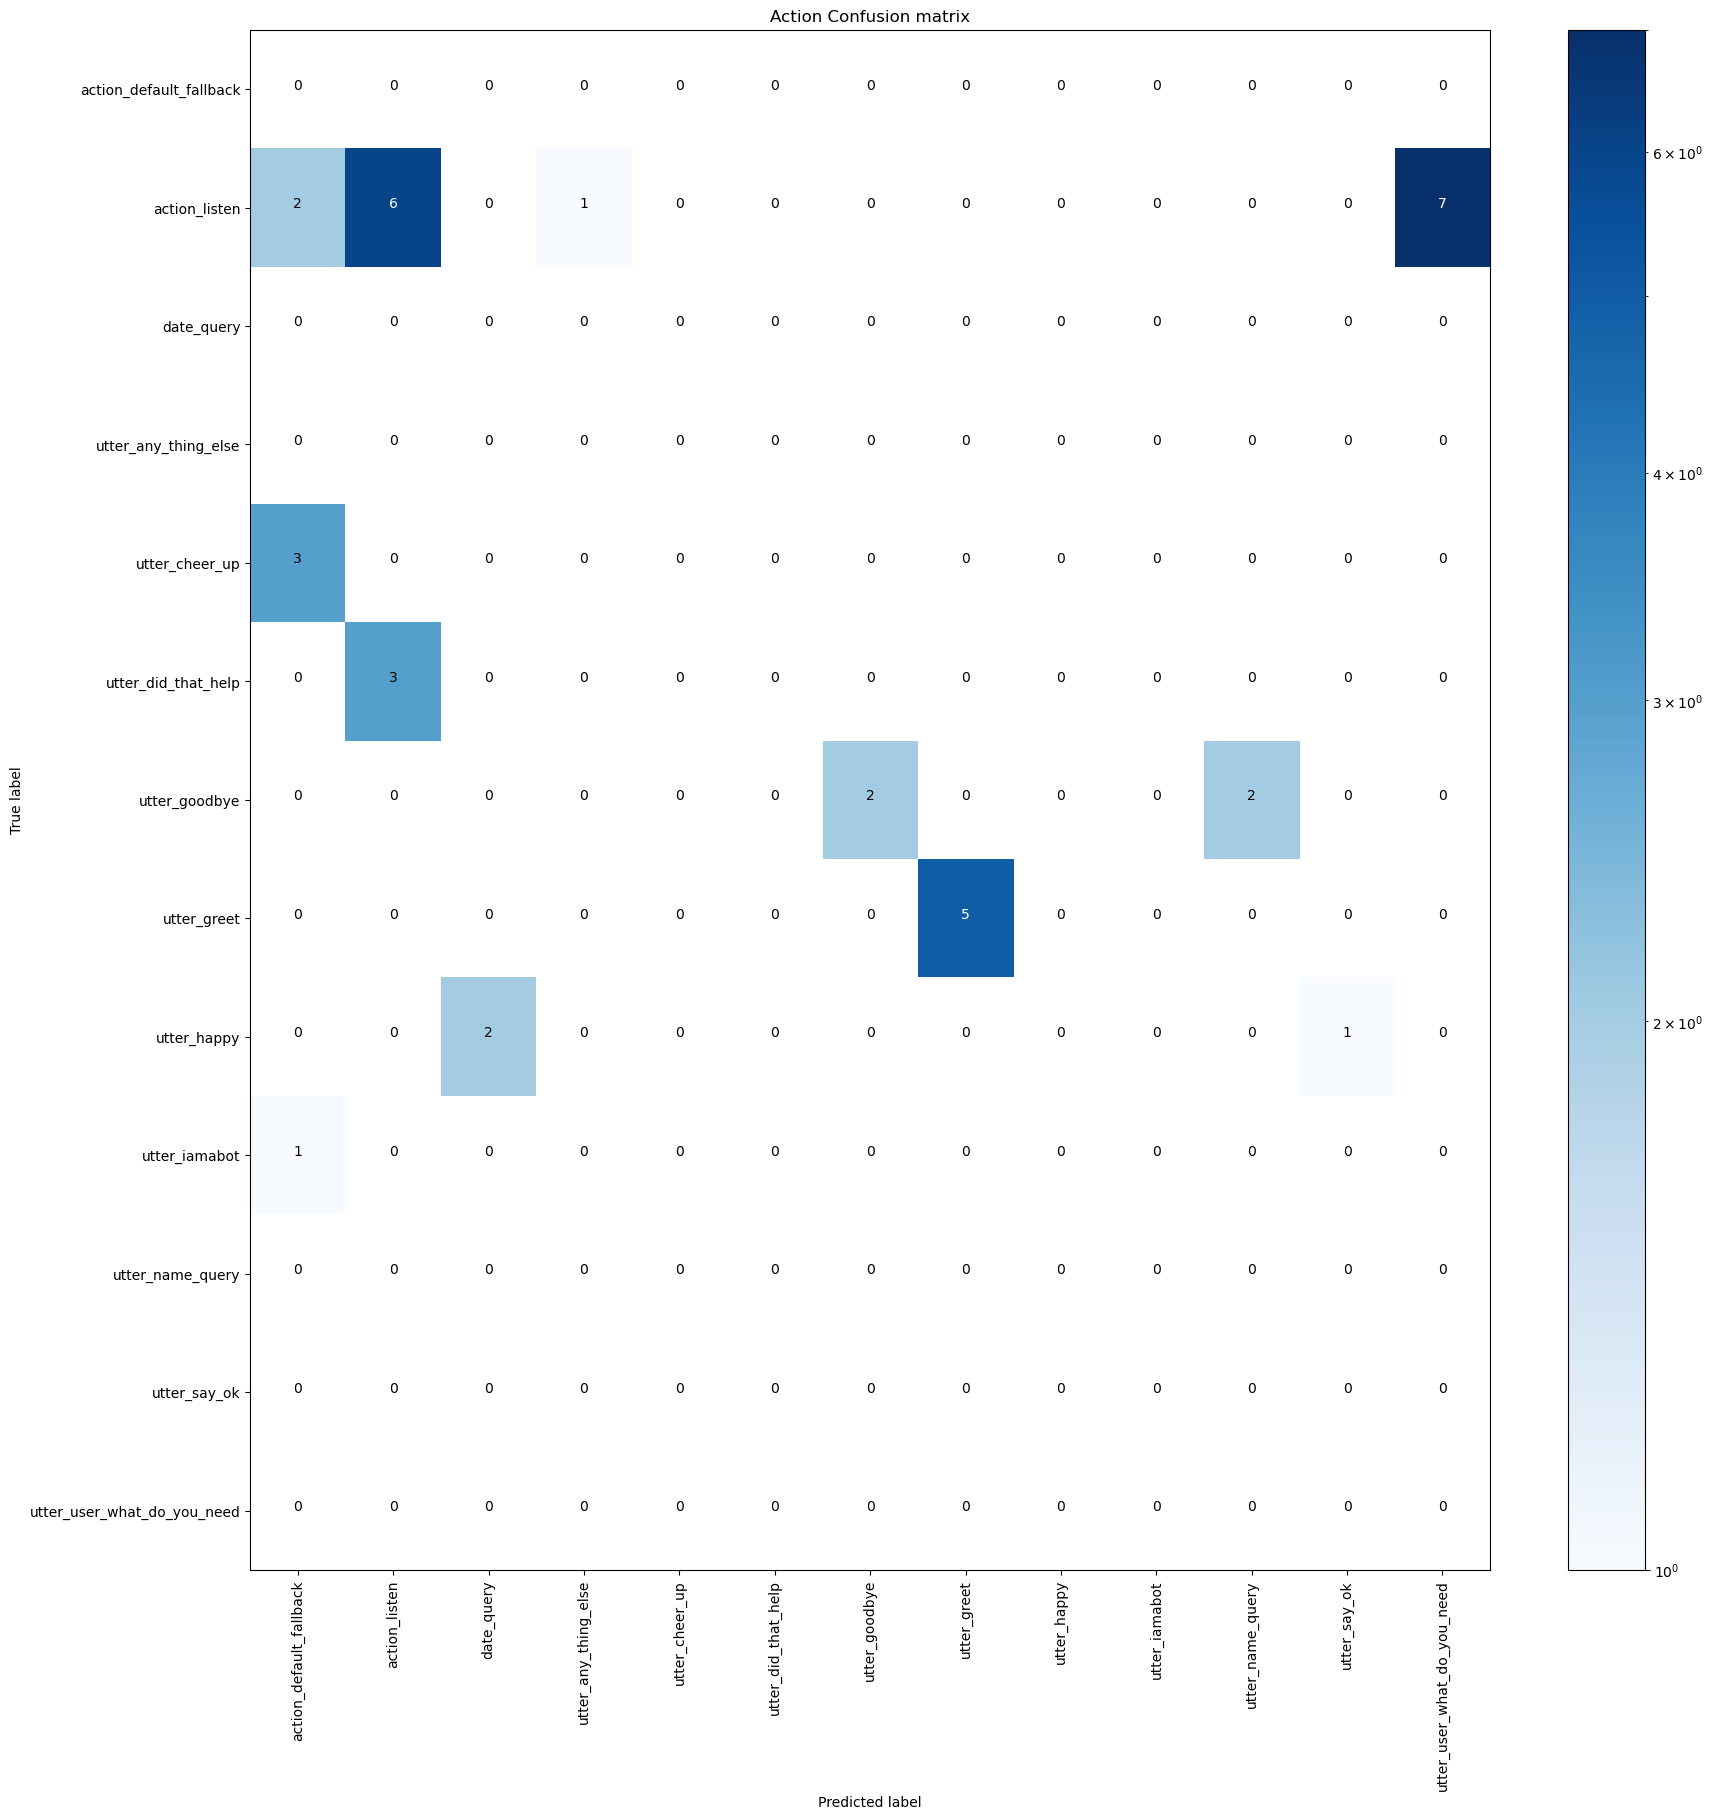 Action Confusion matrix
True label
action_default_fallback 0 0 0 0 0 0 0 0 0 0 0 0 0
action_listen 2 6 0 1 0 0 0 0 0 0 0 0 7
date_query 0 0 0 0 0 0 0 0 0 0 0 0 0
utter_any_thing_else 0 0 0 0 0 0 0 0 0 0 0 0 0
utter_cheer_up 3 0 0 0 0 0 0 0 0 0 0 0 0
utter_did_that_help 0 3 0 0 0 0 0 0 0 0 0 0 0
utter_goodbye 0 0 0 0 0 0 2 0 0 0 2 0 0
utter_greet 0 0 0 0 0 0 0 5 0 0 0 0 0
utter_happy 0 0 2 0 0 0 0 0 0 0 0 1 0
utter_iamabot 1 0 0 0 0 0 0 0 0 0 0 0 0
utter_name_query 0 0 0 0 0 0 0 0 0 0 0 0 0
utter_say_ok 0 0 0 0 0 0 0 0 0 0 0 0 0
utter_user_what_do_you_need 0 0 0 0 0 0 0 0 0 0 0 0 0
action_default_fallback
action_listen
date_query
utter_any_thing_else
utter_cheer_up
utter_did_that_help
utter_goodbye
utter_greet
utter_happy
utter_iamabot
utter_name_query
utter_say_ok
utter_user_what_do_you_need
Predicted label
6 × 10⁰
4 × 10⁰
3 × 10⁰
2 × 10⁰
10⁰